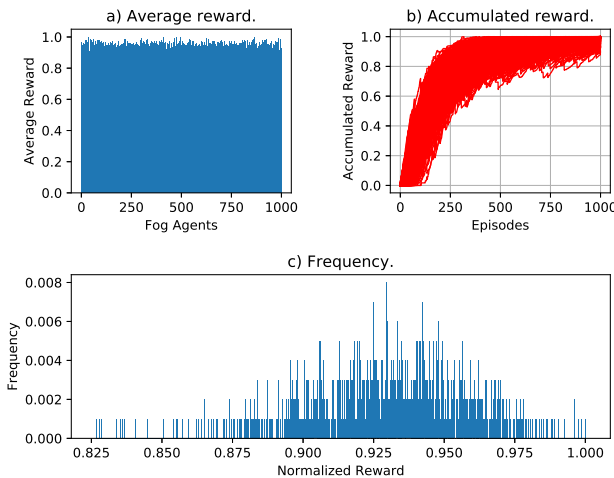 a) Average reward.
1.0
0.8
0.6
0.4
0.2
0.0
Average Reward
0 250 500 750 1000
Fog Agents
b) Accumulated reward.
1.0
0.8
0.6
0.4
0.2
0.0
Accumulated Reward
0 250 500 750 1000
Episodes
c) Frequency.
0.008
0.006
0.004
0.002
0.000
Frequency
0.825 0.850 0.875 0.900 0.925 0.950 0.975 1.000
Normalized Reward